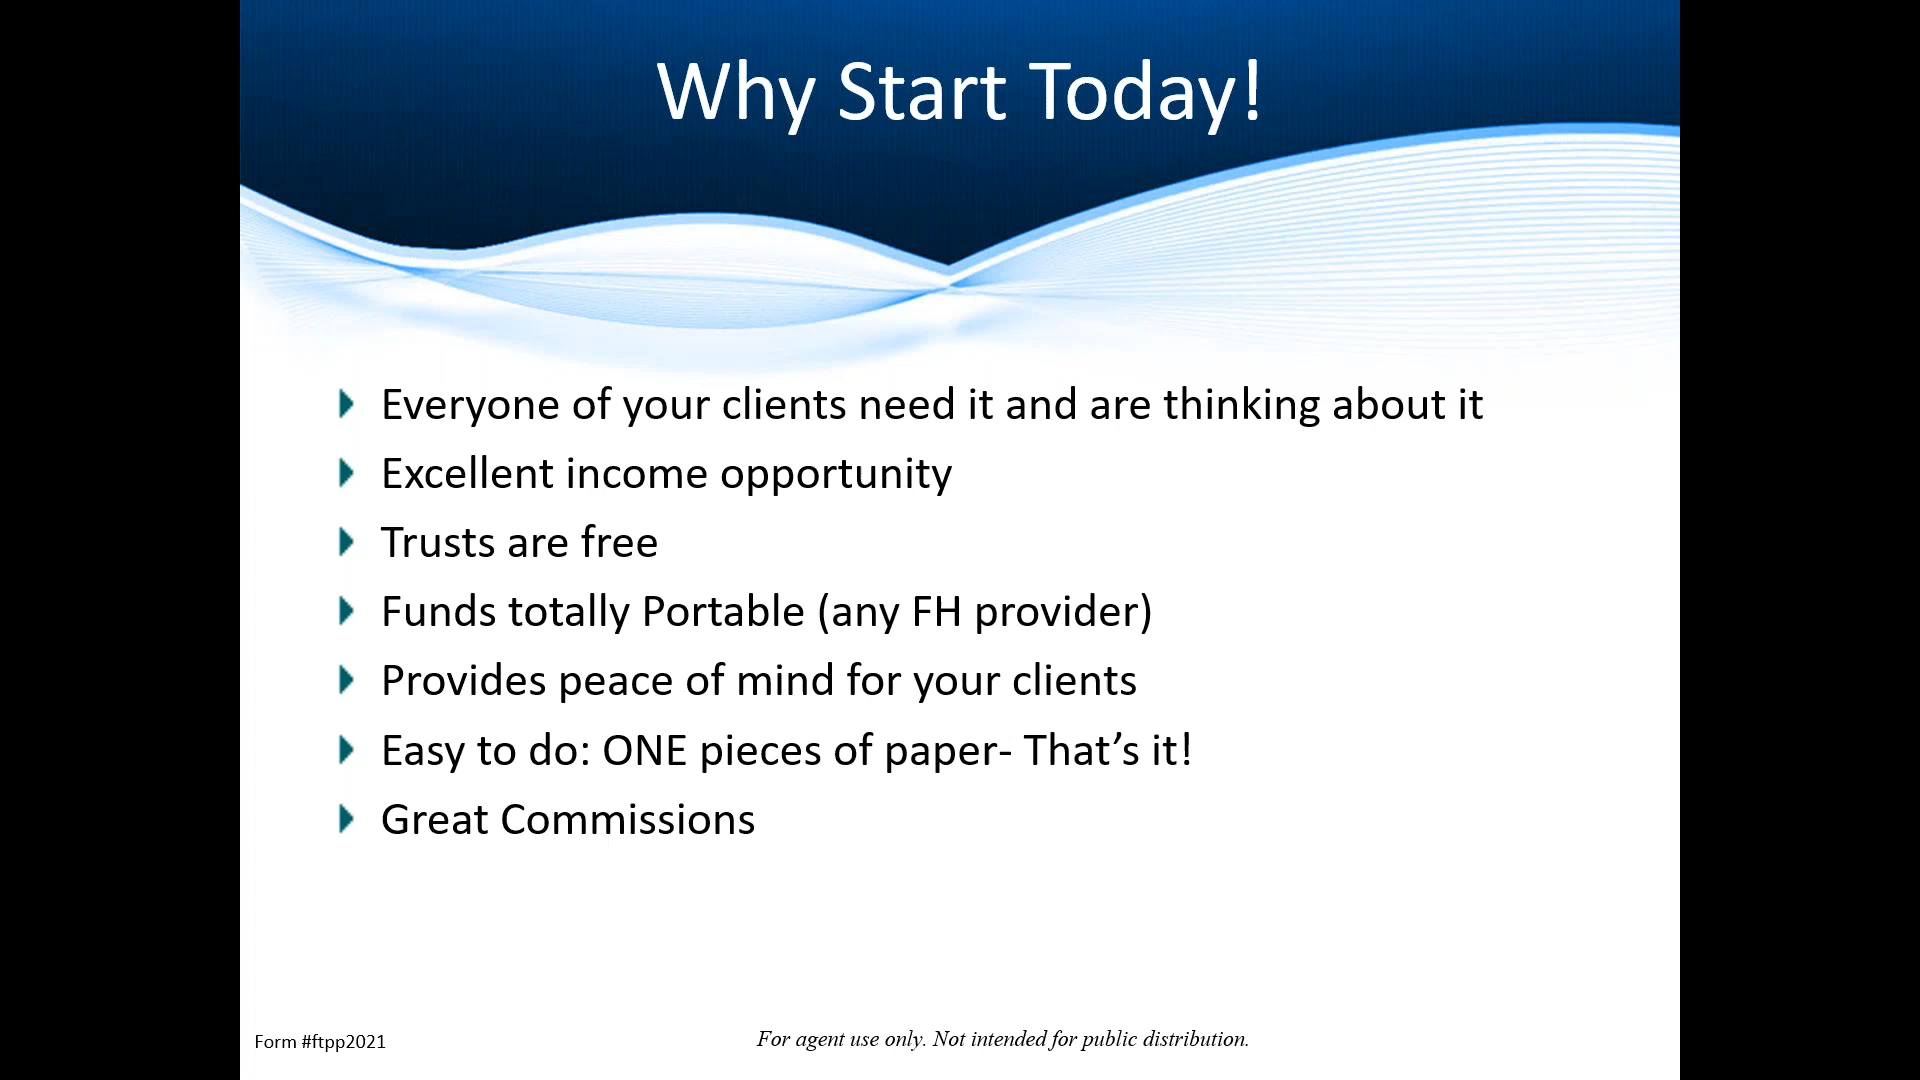 Why Start Today!
Everyone of your clients need it and are thinking about it
Excellent income opportunity
Trusts are free
Funds totally Portable (any FH provider)
Provides peace of mind for your clients
Easy to do: ONE pieces of paper- That’s it!
Great Commissions
Form #ftpp2021
For agent use only. Not intended for public distribution.